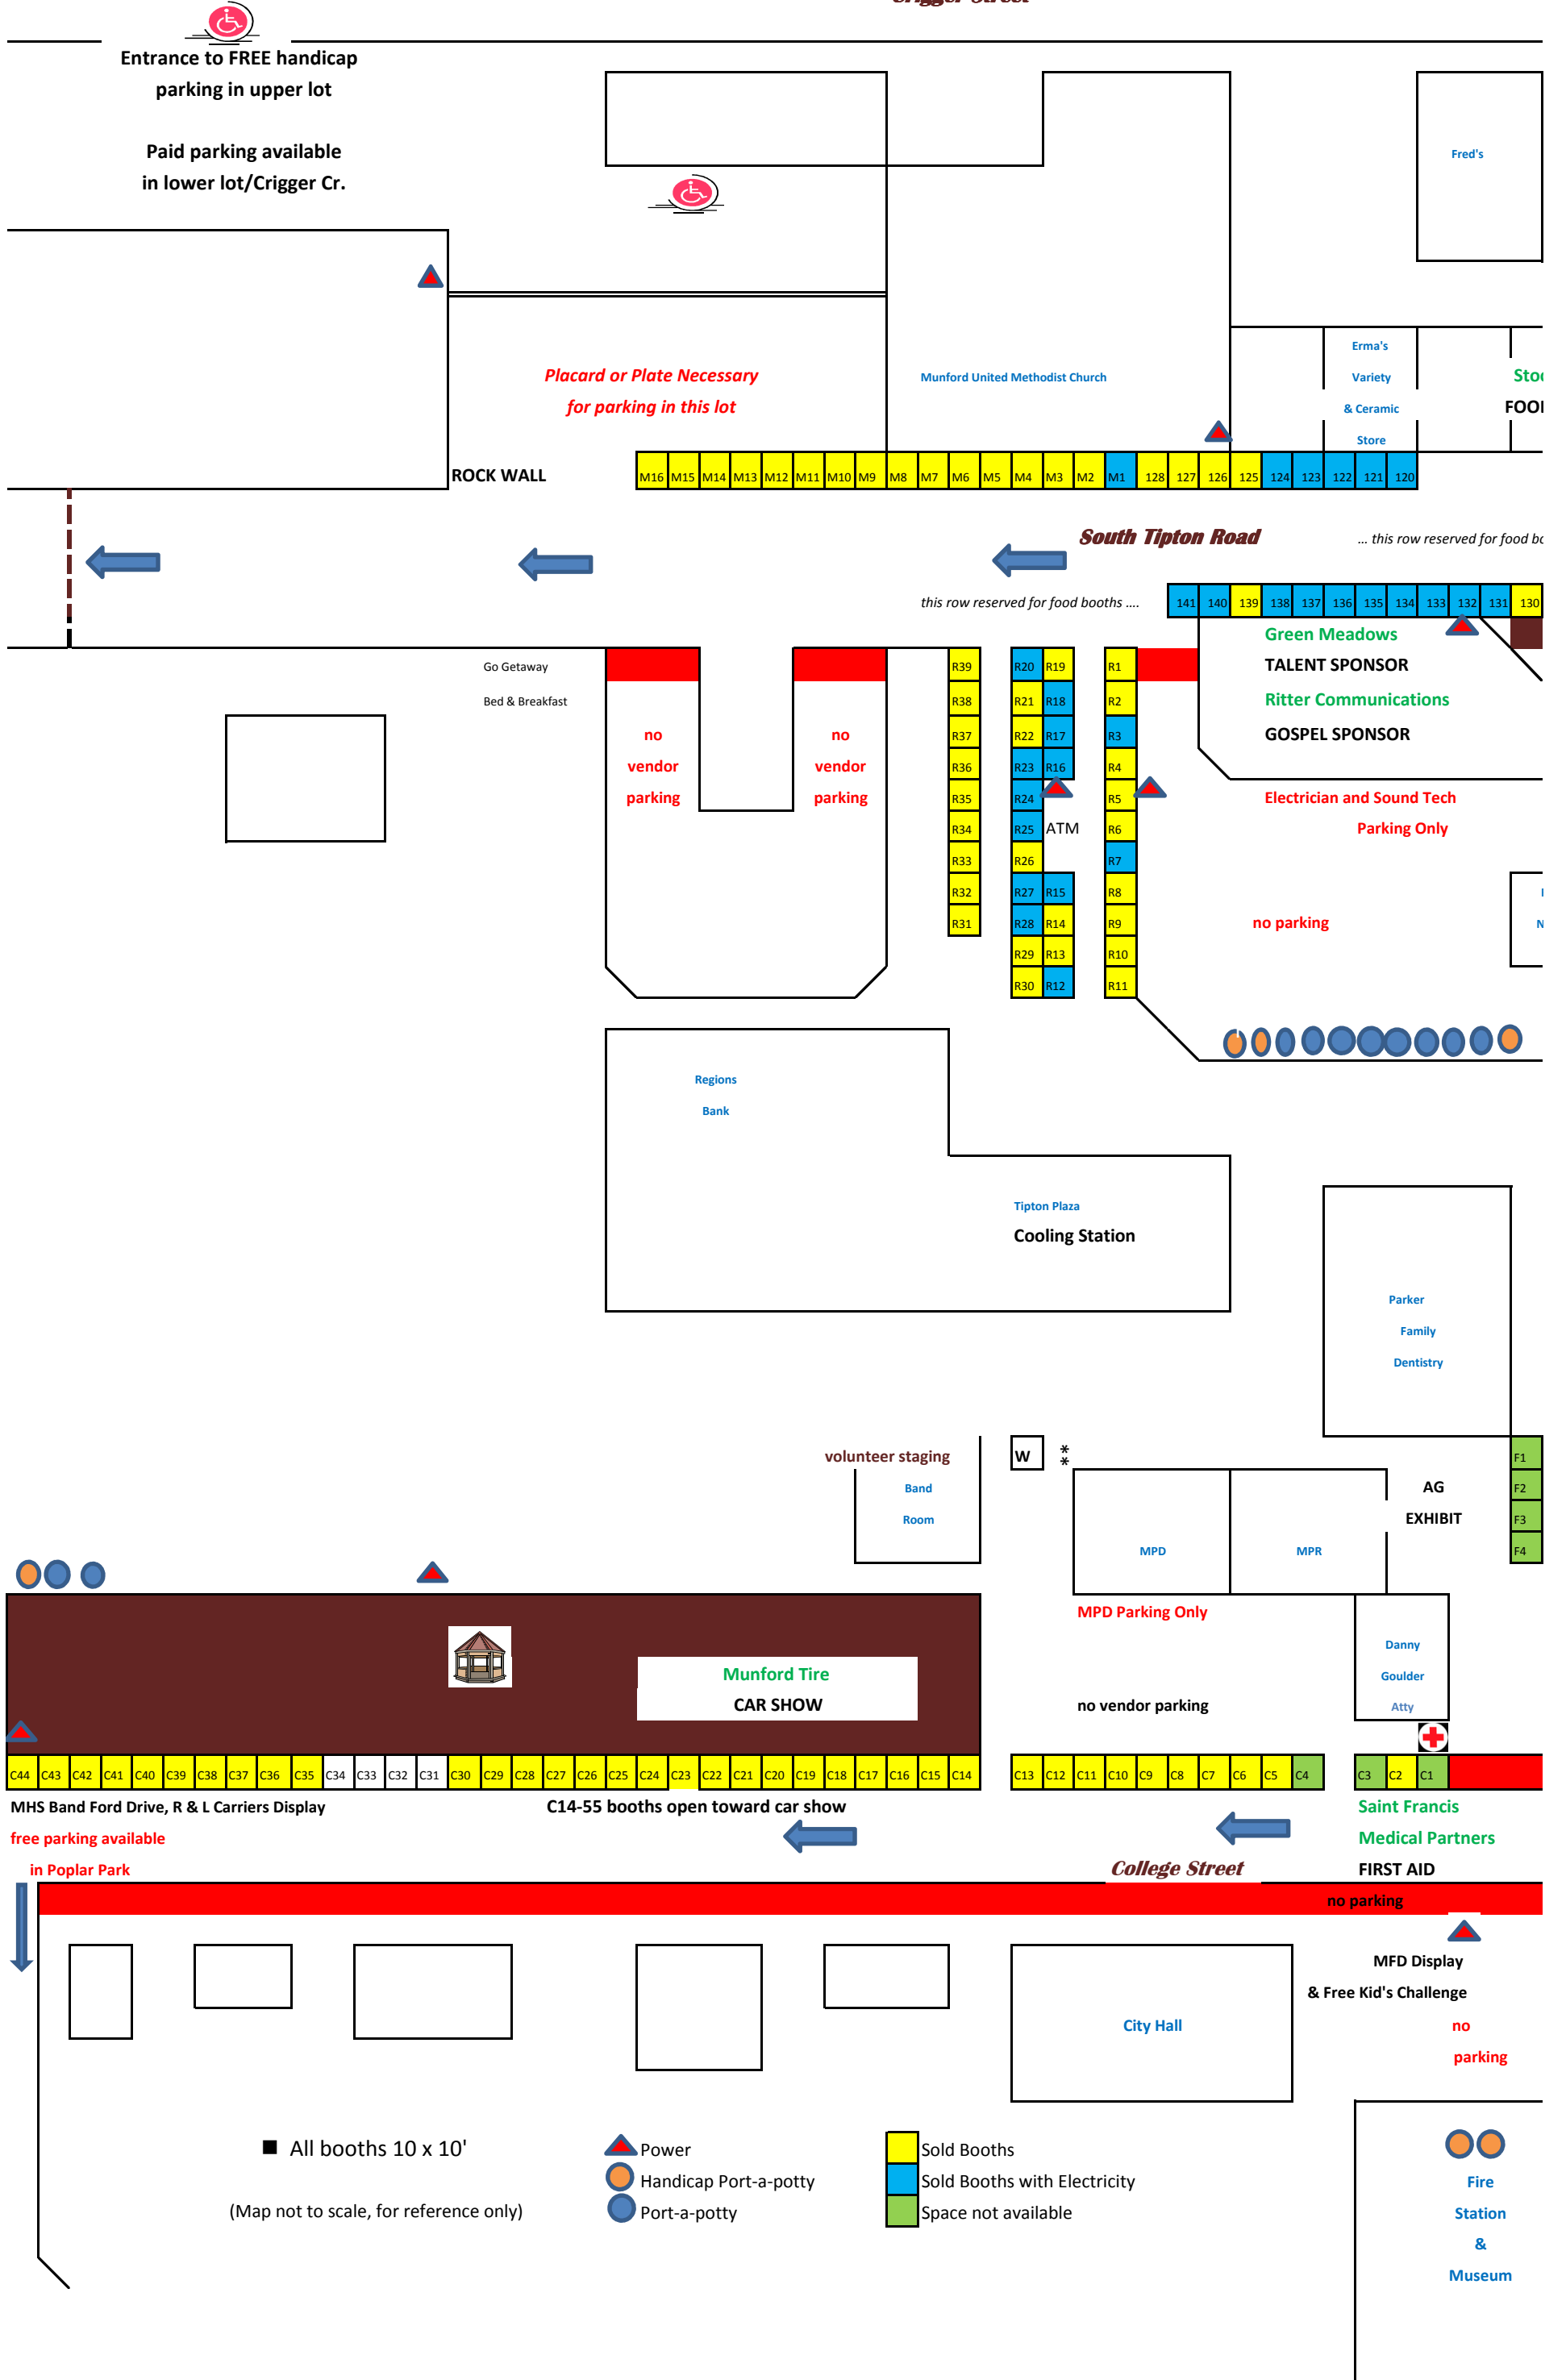 Crigger Street
Entrance to FREE handicap
parking in upper lot
Paid parking available
in lower lot/Crigger Cr.
Fred's
Placard or Plate Necessary
for parking in this lot
Munford United Methodist Church
Erma's
Variety
& Ceramic
Store
Stoc
FOOD
ROCK WALL
M16 M15 M14 M13 M12 M11 M10 M9 M8 M7 M6 M5 M4 M3 M2 M1 128 127 126 125 124 123 122 121 120
South Tipton Road
... this row reserved for food bo
this row reserved for food booths ....
141 140 139 138 137 136 135 134 133 132 131 130
Green Meadows
TALENT SPONSOR
Ritter Communications
GOSPEL SPONSOR
Go Getaway
Bed & Breakfast
no
vendor
parking
no
vendor
parking
R39 R20 R19 R1
R38 R21 R18 R2
R37 R22 R17 R3
R36 R23 R16 R4
R35 R24 R5
R34 R25 ATM R6
R33 R26 R7
R32 R27 R15 R8
R31 R28 R14 R9
R29 R13 R10
R30 R12 R11
Electrician and Sound Tech
Parking Only
no parking
N
Regions
Bank
Tipton Plaza
Cooling Station
Parker
Family
Dentistry
volunteer staging
W
**
Band
Room
MPD
MPR
AG
EXHIBIT
F1
F2
F3
F4
MPD Parking Only
Danny
Goulder
Atty
Munford Tire
CAR SHOW
no vendor parking
C44 C43 C42 C41 C40 C39 C38 C37 C36 C35 C34 C33 C32 C31 C30 C29 C28 C27 C26 C25 C24 C23 C22 C21 C20 C19 C18 C17 C16 C15 C14 C13 C12 C11 C10 C9 C8 C7 C6 C5 C4 C3 C2 C1
MHS Band Ford Drive, R & L Carriers Display
C14-55 booths open toward car show
Saint Francis
Medical Partners
FIRST AID
free parking available
in Poplar Park
College Street
no parking
MFD Display
& Free Kid's Challenge
no
parking
City Hall
■ All booths 10 x 10'
(Map not to scale, for reference only)
Power
Handicap Port-a-potty
Port-a-potty
Sold Booths
Sold Booths with Electricity
Space not available
Fire
Station
&
Museum